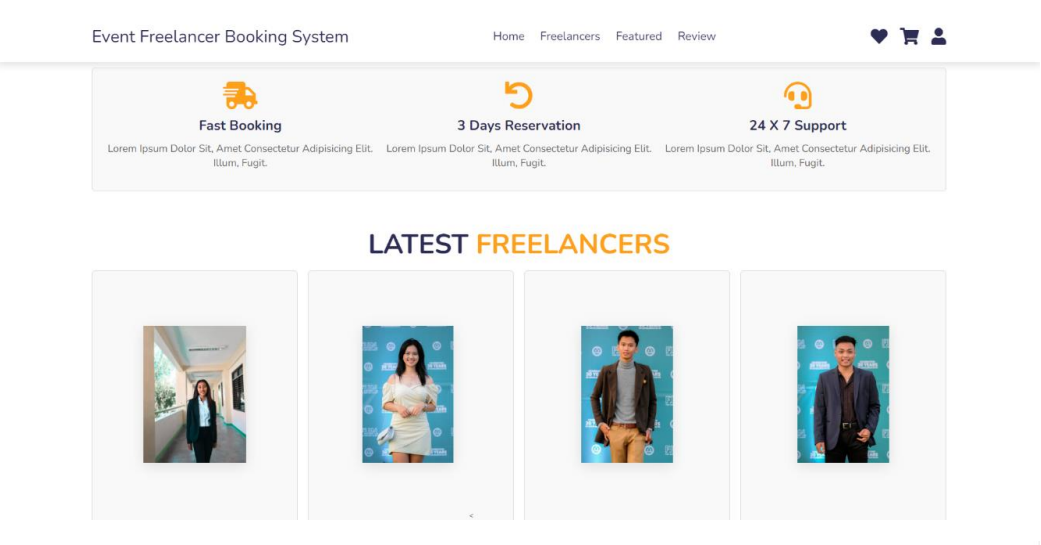 Event Freelancer Booking System
Home Freelancers Featured Review
Fast Booking
Lorem Ipsum Dolor Sit, Amet Consectetur Adipisicing Elit.
Illum, Fugit.
3 Days Reservation
Lorem Ipsum Dolor Sit, Amet Consectetur Adipisicing Elit.
Illum, Fugit.
24 X 7 Support
Lorem Ipsum Dolor Sit, Amet Consectetur Adipisicing Elit.
Illum, Fugit.
LATEST FREELANCERS
<